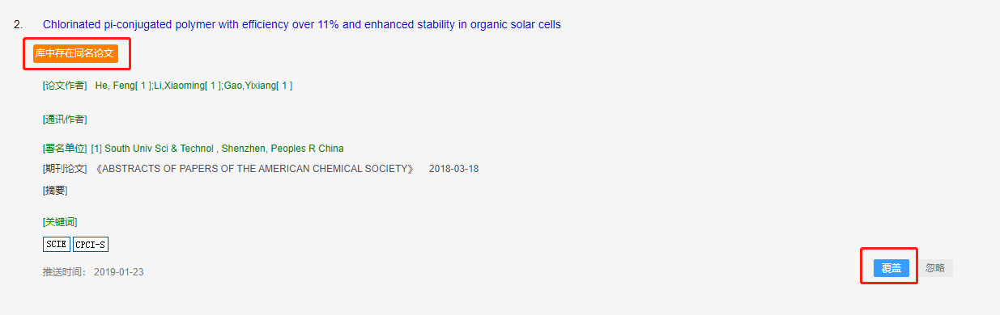 2. Chlorinated pi-conjugated polymer with efficiency over 11% and enhanced stability in organic solar cells
库中存在同名论文
[论文作者] He, Feng[ 1 ];Li,Xiaoming[ 1 ];Gao,Yixiang[ 1 ]
[通讯作者]
[署名单位] [1] South Univ Sci & Technol , Shenzhen, Peoples R China
[期刊论文] 《ABSTRACTS OF PAPERS OF THE AMERICAN CHEMICAL SOCIETY》 2018-03-18
[摘要]
[关键词]
SCIE CPCI-S
推送时间： 2019-01-23
覆盖 忽略